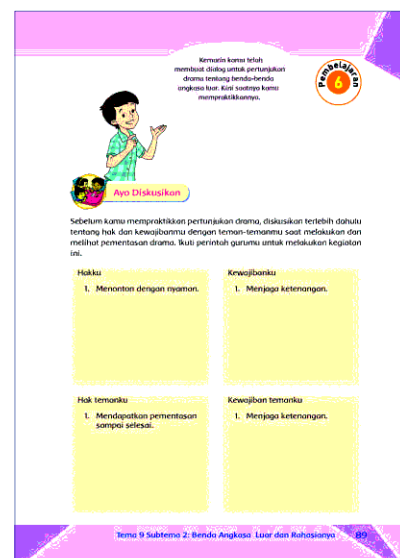 Kemarin kamu telah
membuat dialog untuk pertunjukan
drama tentang benda-benda
angkasa luar. Kini saatnya kamu
mempraktikkannya.
Pembelajaran
6
Ayo Diskusikan
Sebelum kamu mempraktikkan pertunjukan drama, diskusikan terlebih dahulu
tentang hak dan kewajibanmu dengan teman-temanmu saat melakukan dan
melihat pementasan drama. Ikuti perintah gurumu untuk melakukan kegiatan
ini.
Hakku
1. Menonton dengan nyaman.
Kewajibanku
1. Menjaga ketenangan.
Hak temanku
1. Mendapatkan pementasan
sampai selesai.
Kewajiban temanku
1. Menjaga ketenangan.
Tema 9 Subtema 2: Benda Angkasa Luar dan Rahasianya
89